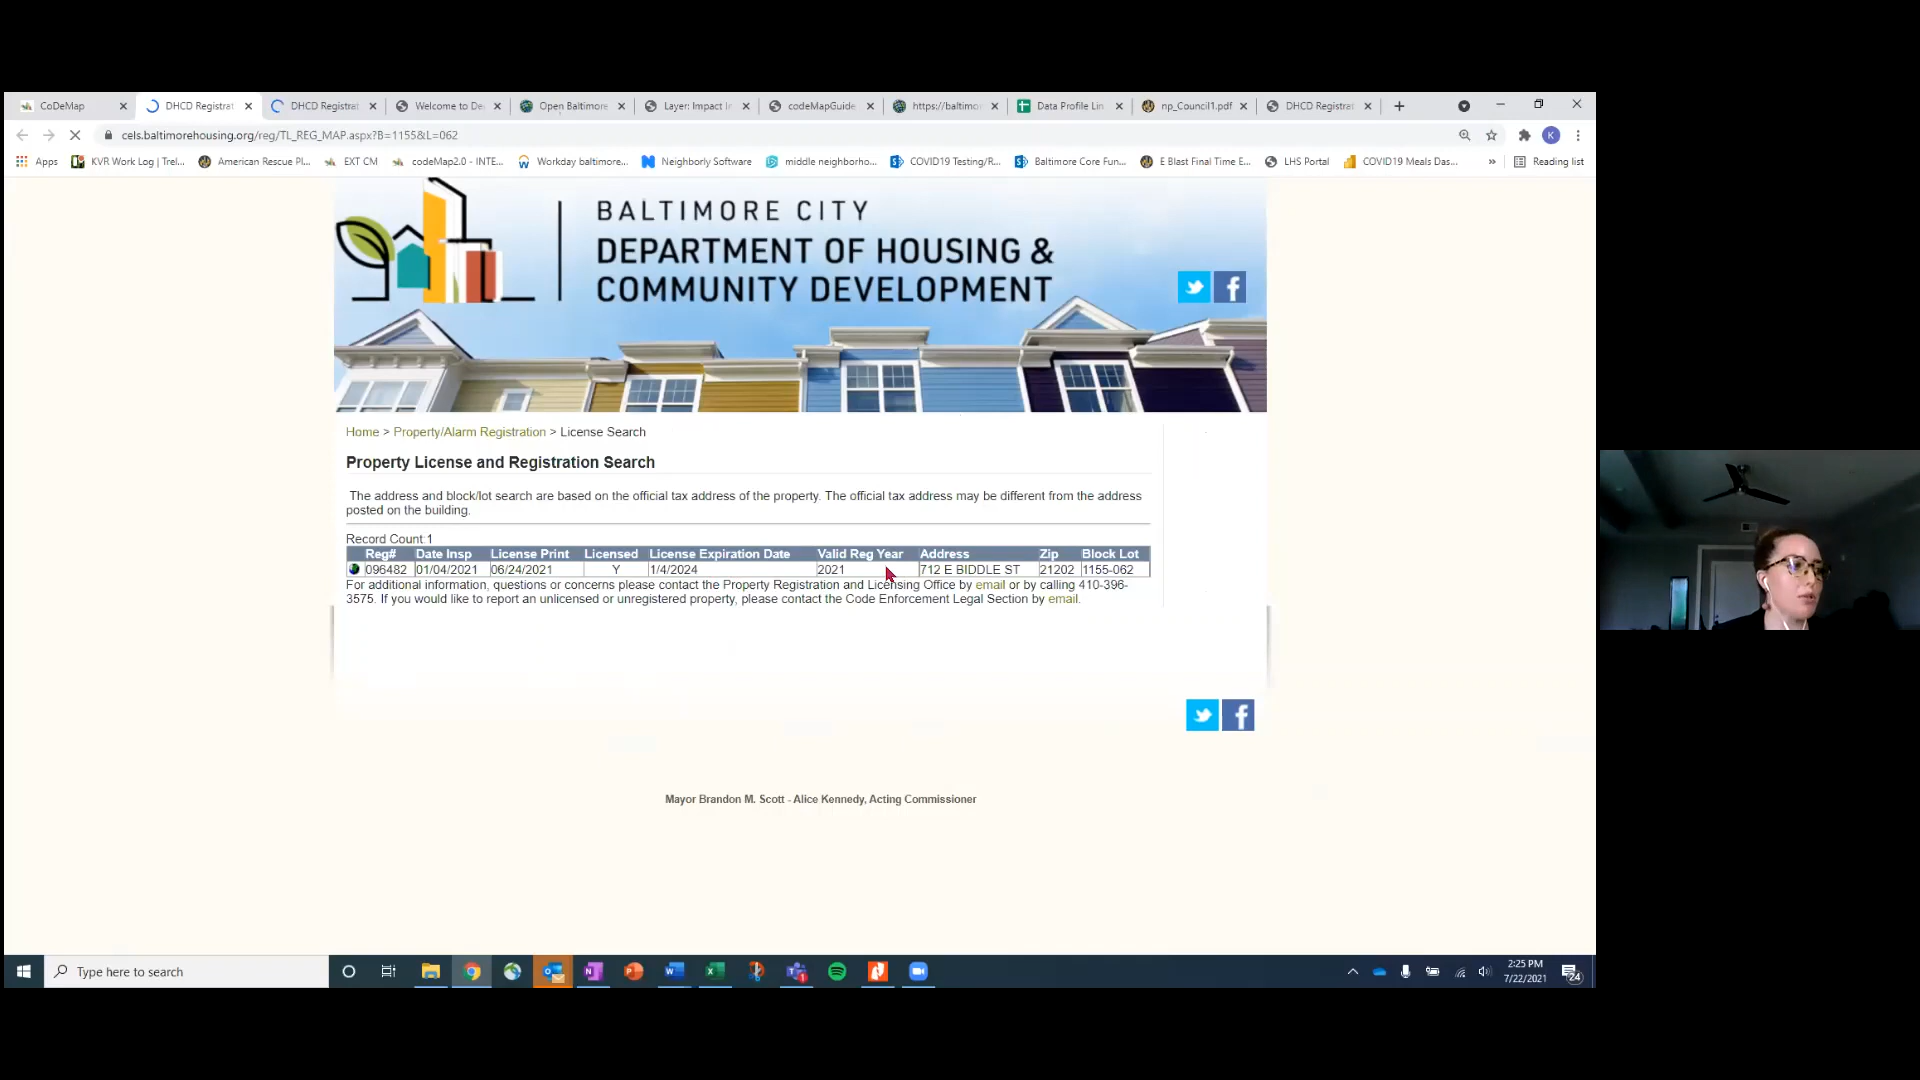 CoDeMap
DHCD Registrat
DHCD Registrat
Welcome to De
Open Baltimore
Layer: Impact In
codeMapGuide
https://baltimo
Data Profile Lin
np_Council1.pdf
DHCD Registrat
cels.baltimorehousing.org/reg/TL_REG_MAP.aspx?B=1155&L=062
K
Apps
KVR Work Log | Trel...
American Rescue Pl...
EXT CM
codeMap2.0 - INTE...
Workday baltimore...
Neighborly Software
middle neighborho...
COVID19 Testing/R...
Baltimore Core Fun...
E Blast Final Time E...
LHS Portal
COVID19 Meals Das...
»
Reading list
BALTIMORE CITY
DEPARTMENT OF HOUSING &
COMMUNITY DEVELOPMENT
Home > Property/Alarm Registration > License Search
Property License and Registration Search
The address and block/lot search are based on the official tax address of the property. The official tax address may be different from the address
posted on the building.
Record Count:1
Reg# Date Insp License Print Licensed License Expiration Date Valid Reg Year Address Zip Block Lot
096482 01/04/2021 06/24/2021 Y 1/4/2024 2021 712 E BIDDLE ST 21202 1155-062
For additional information, questions or concerns please contact the Property Registration and Licensing Office by email or by calling 410-396-
3575. If you would like to report an unlicensed or unregistered property, please contact the Code Enforcement Legal Section by email.
Mayor Brandon M. Scott - Alice Kennedy, Acting Commissioner
Type here to search
2:25 PM
7/22/2021
24